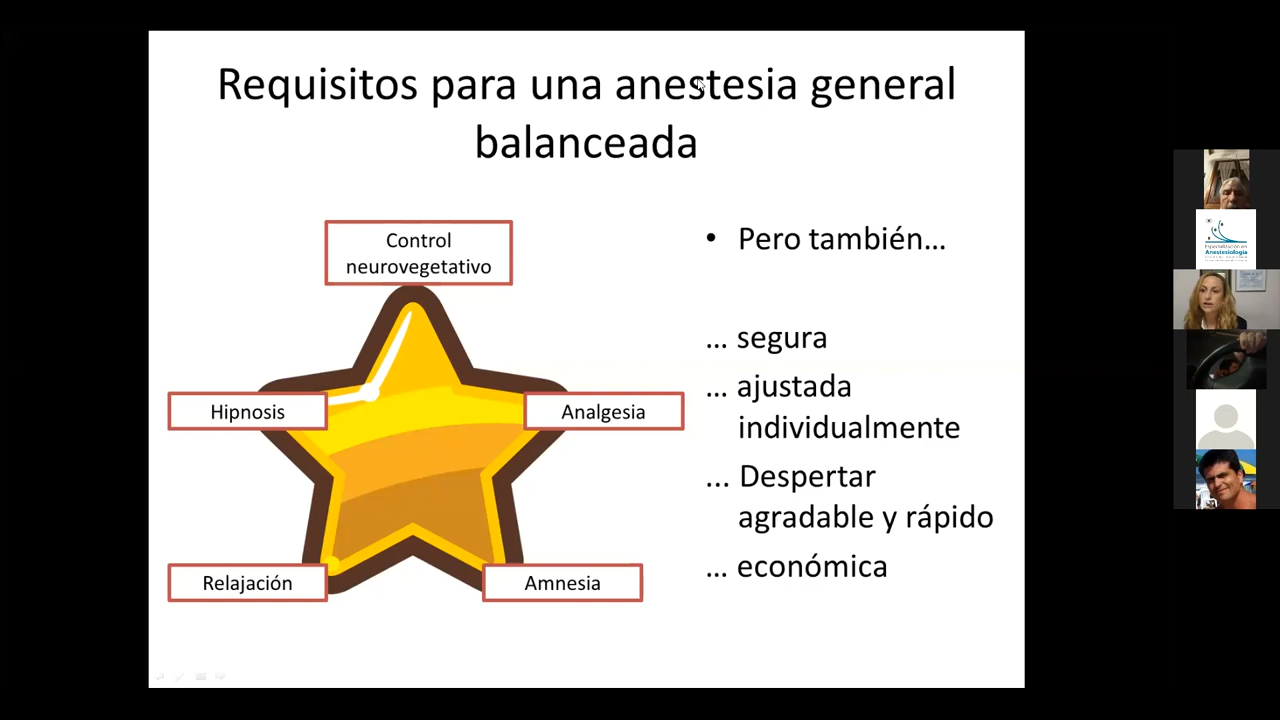 Requisitos para una anestesia general
balanceada
Control
neurovegetativo
Hipnosis
Analgesia
Relajación
Amnesia
• Pero también...
... segura
... ajustada
individualmente
... Despertar
agradable y rápido
... económica
Especialización en
Anestesiología